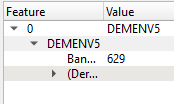 Feature Value
0 DEMENV5
DEMENV5
Ban... 629
(Der...